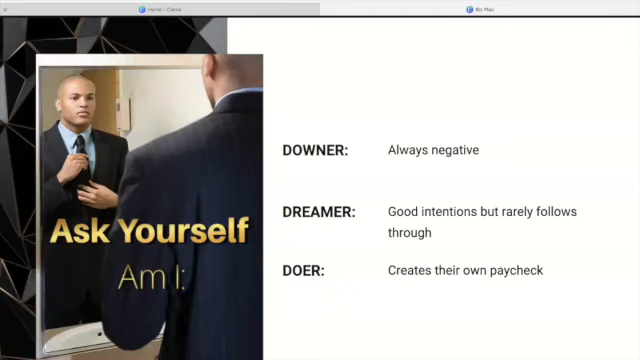 Home - Canva
Biz Plan
Ask Yourself
Am I:
DOWNER: Always negative
DREAMER: Good intentions but rarely follows
through
DOER: Creates their own paycheck